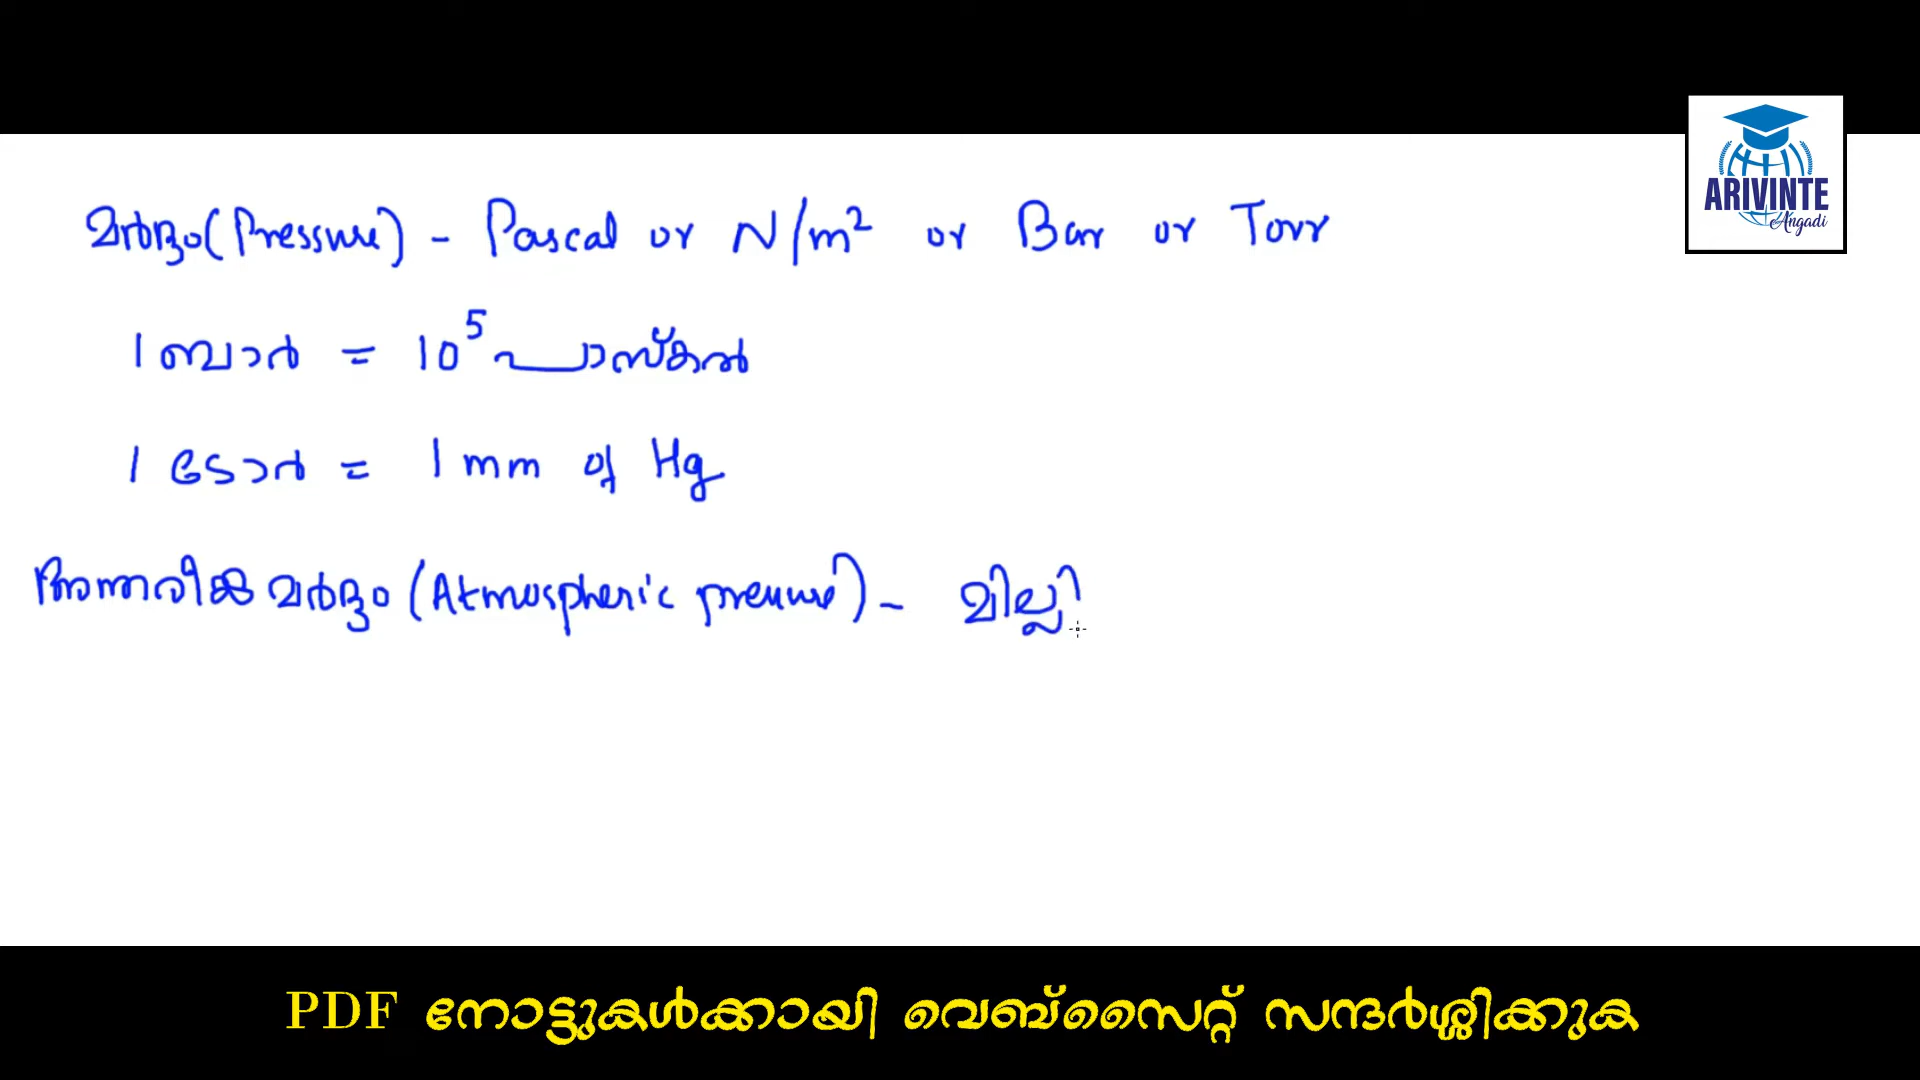 ARIVINTE
eAngadi
മർദ്ദം (Pressure) - Pascal or N/m² or Bar or Torr
1 ബാർ = 10⁵ പാസ്കൽ
1 ടോർ = 1 mm of Hg
അന്തരീക്ഷ മർദ്ദം (Atmospheric pressure) - മില്ലി
PDF നോട്ടുകൾക്കായി വെബ്സൈറ്റ് സന്ദർശ്ശിക്കുക